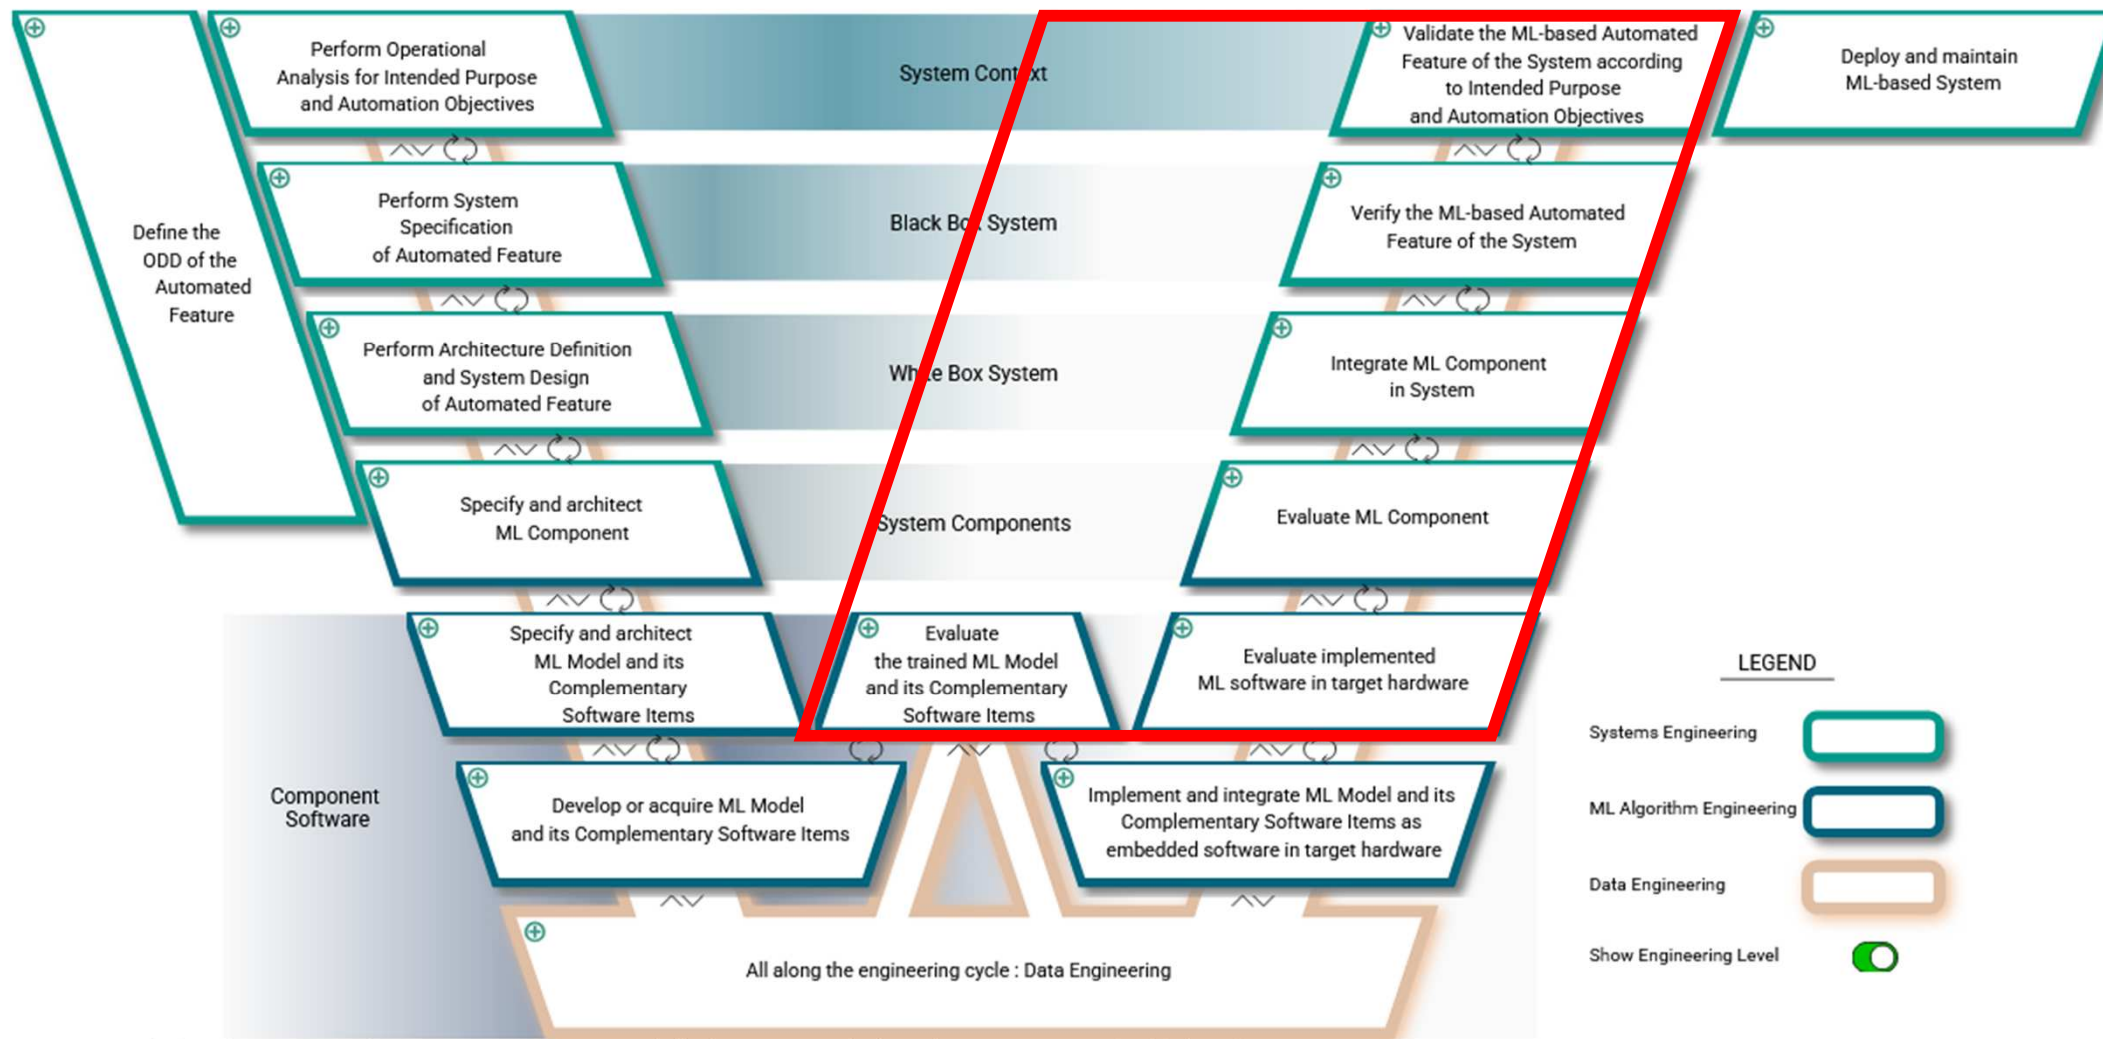 Perform Operational
Analysis for Intended Purpose
and Automation Objectives
System Context
Validate the ML-based Automated
Feature of the System according
to Intended Purpose
and Automation Objectives
Deploy and maintain
ML-based System
Define the
ODD of the
Automated
Feature
Perform System
Specification
of Automated Feature
Black Box System
Verify the ML-based Automated
Feature of the System
Perform Architecture Definition
and System Design
of Automated Feature
White Box System
Integrate ML Component
in System
Specify and architect
ML Component
System Components
Evaluate ML Component
Specify and architect
ML Model and its
Complementary
Software Items
Evaluate
the trained ML Model
and its Complementary
Software Items
Evaluate implemented
ML software in target hardware
Component
Software
Develop or acquire ML Model
and its Complementary Software Items
Implement and integrate ML Model and its
Complementary Software Items as
embedded software in target hardware
All along the engineering cycle : Data Engineering
LEGEND
Systems Engineering
ML Algorithm Engineering
Data Engineering
Show Engineering Level